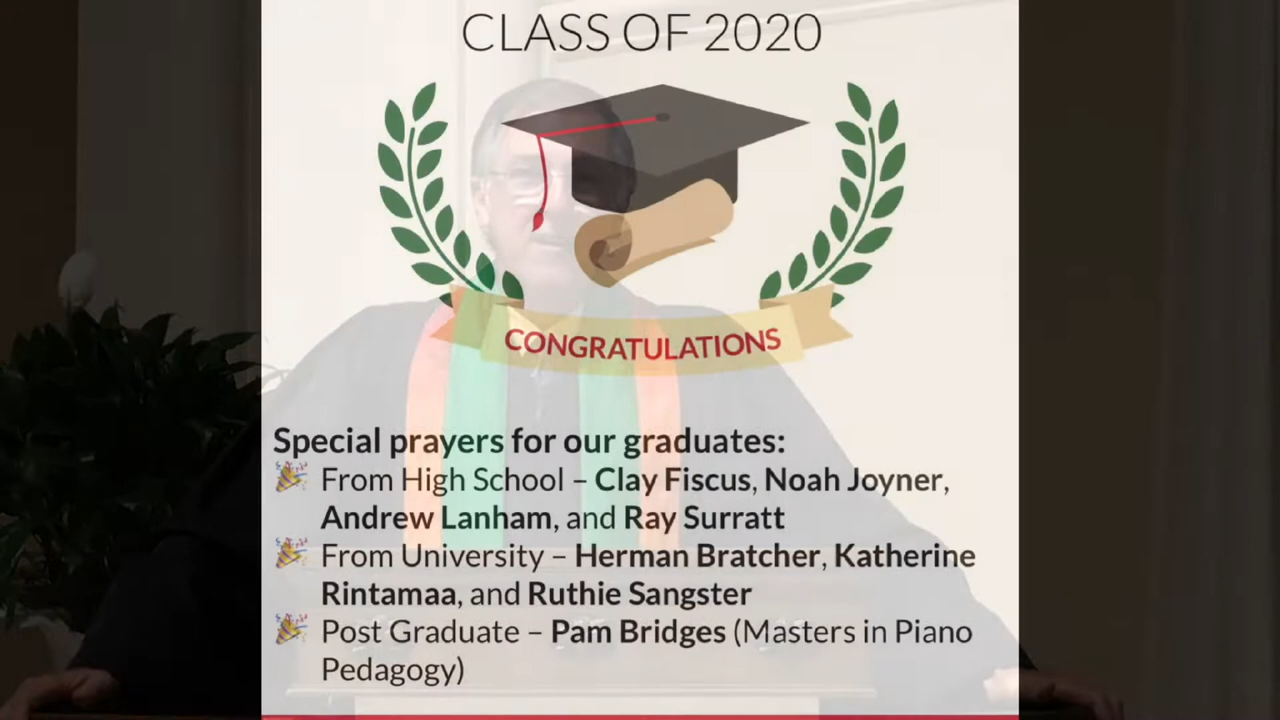 CLASS OF 2020
CONGRATULATIONS
Special prayers for our graduates:
From High School – Clay Fiscus, Noah Joyner,
Andrew Lanham, and Ray Surratt
From University – Herman Bratcher, Katherine
Rintamaa, and Ruthie Sangster
Post Graduate – Pam Bridges (Masters in Piano
Pedagogy)